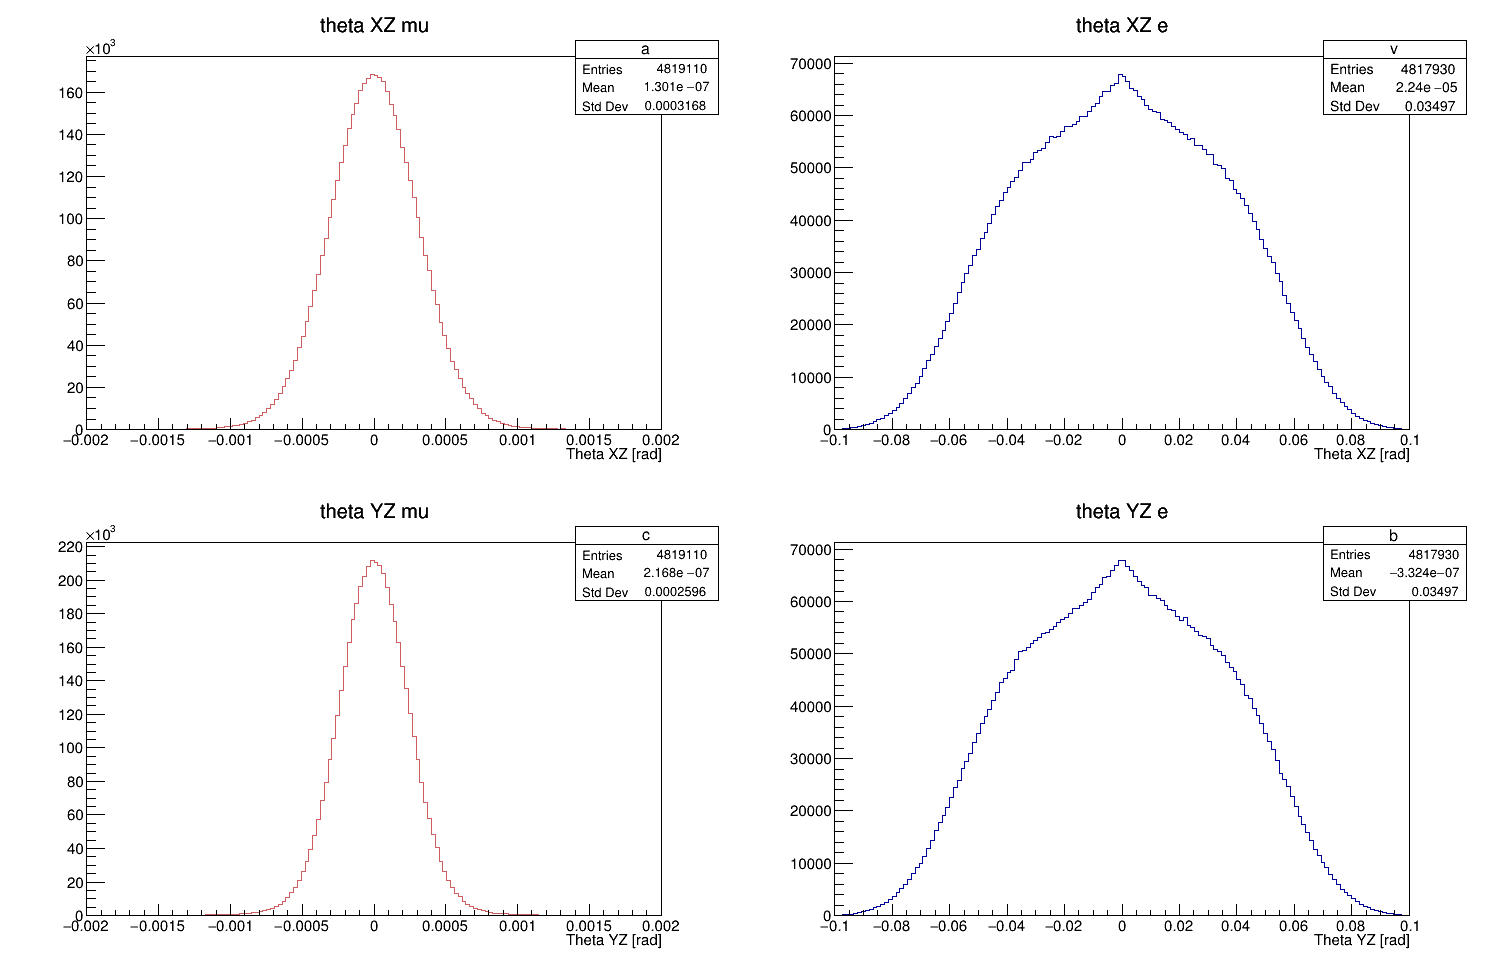 theta XZ mu
×10³
a
Entries 4819110
Mean 1.301e−07
Std Dev 0.0003168
160
140
120
100
80
60
40
20
0
−0.002 −0.0015 −0.001 −0.0005 0 0.0005 0.001 0.0015 0.002
Theta XZ [rad]
theta XZ e
v
Entries 4817930
Mean 2.24e−05
Std Dev 0.03497
70000
60000
50000
40000
30000
20000
10000
0
−0.1 −0.08 −0.06 −0.04 −0.02 0 0.02 0.04 0.06 0.08 0.1
Theta XZ [rad]
theta YZ mu
×10³
c
Entries 4819110
Mean 2.168e−07
Std Dev 0.0002596
220
200
180
160
140
120
100
80
60
40
20
0
−0.002 −0.0015 −0.001 −0.0005 0 0.0005 0.001 0.0015 0.002
Theta YZ [rad]
theta YZ e
b
Entries 4817930
Mean −3.324e−07
Std Dev 0.03497
70000
60000
50000
40000
30000
20000
10000
0
−0.1 −0.08 −0.06 −0.04 −0.02 0 0.02 0.04 0.06 0.08 0.1
Theta YZ [rad]